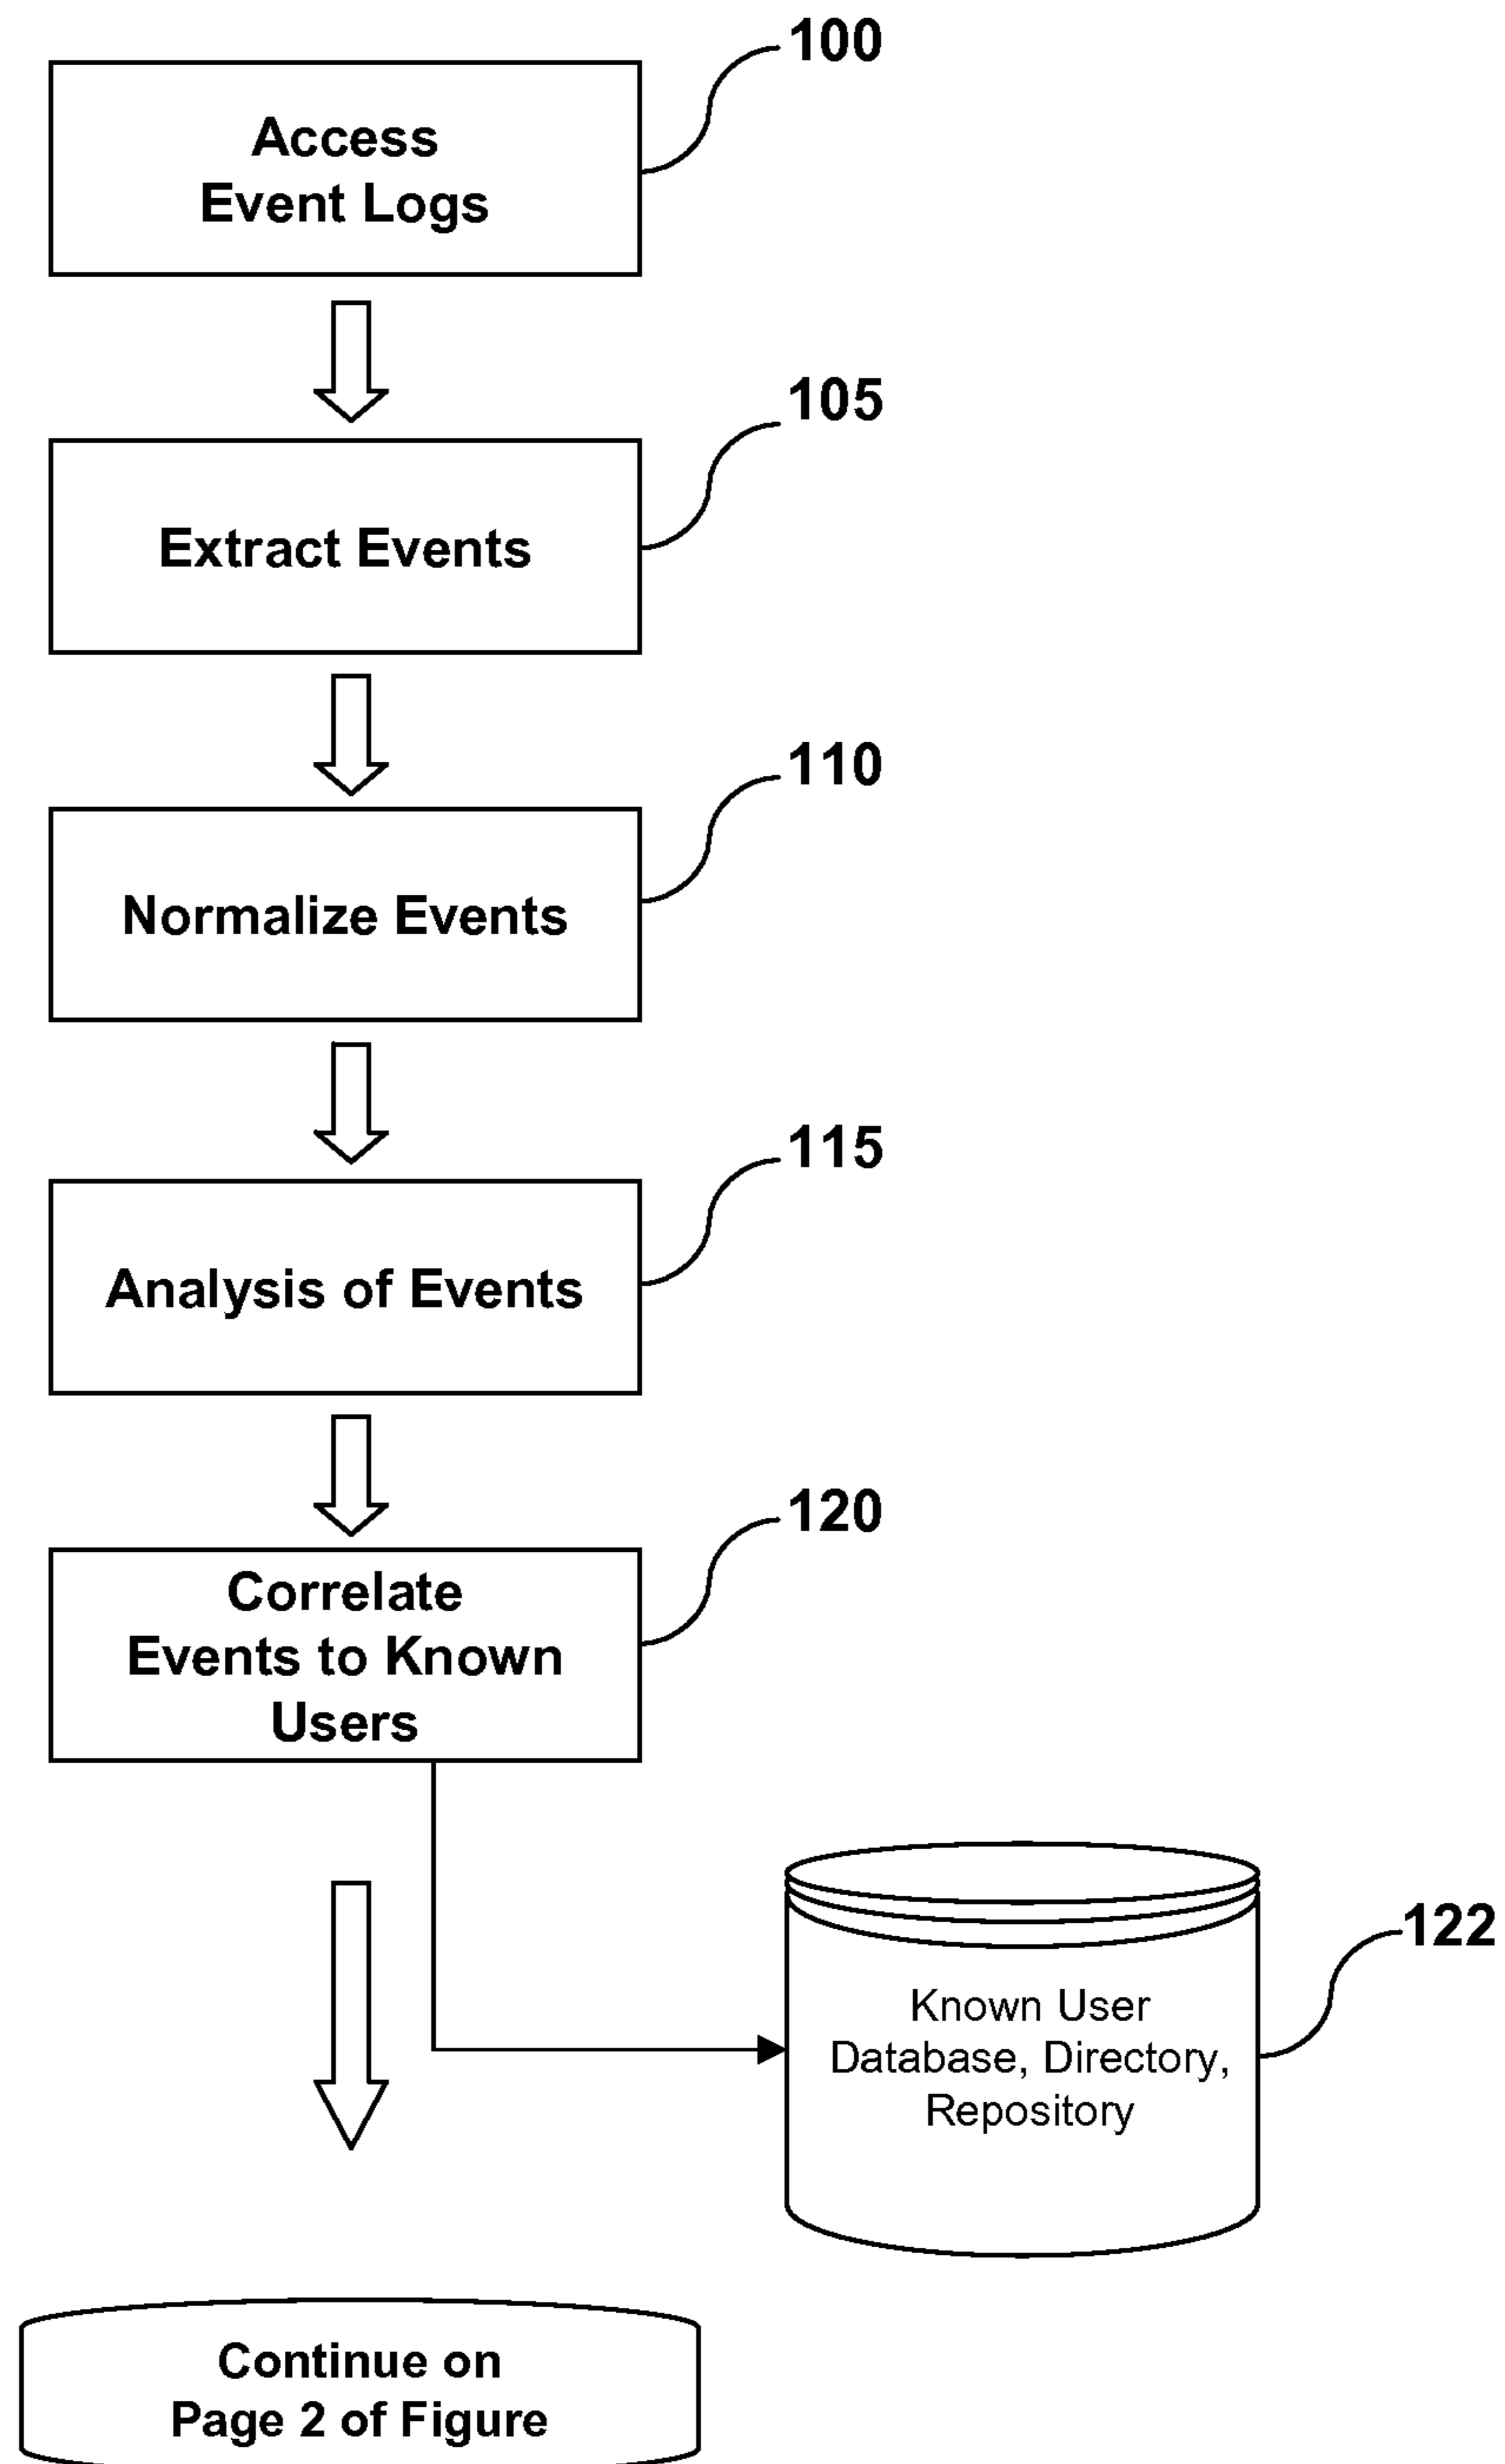 100
Access
Event Logs
105
Extract Events
110
Normalize Events
115
Analysis of Events
120
Correlate
Events to Known
Users
122
Known User
Database, Directory,
Repository
Continue on
Page 2 of Figure